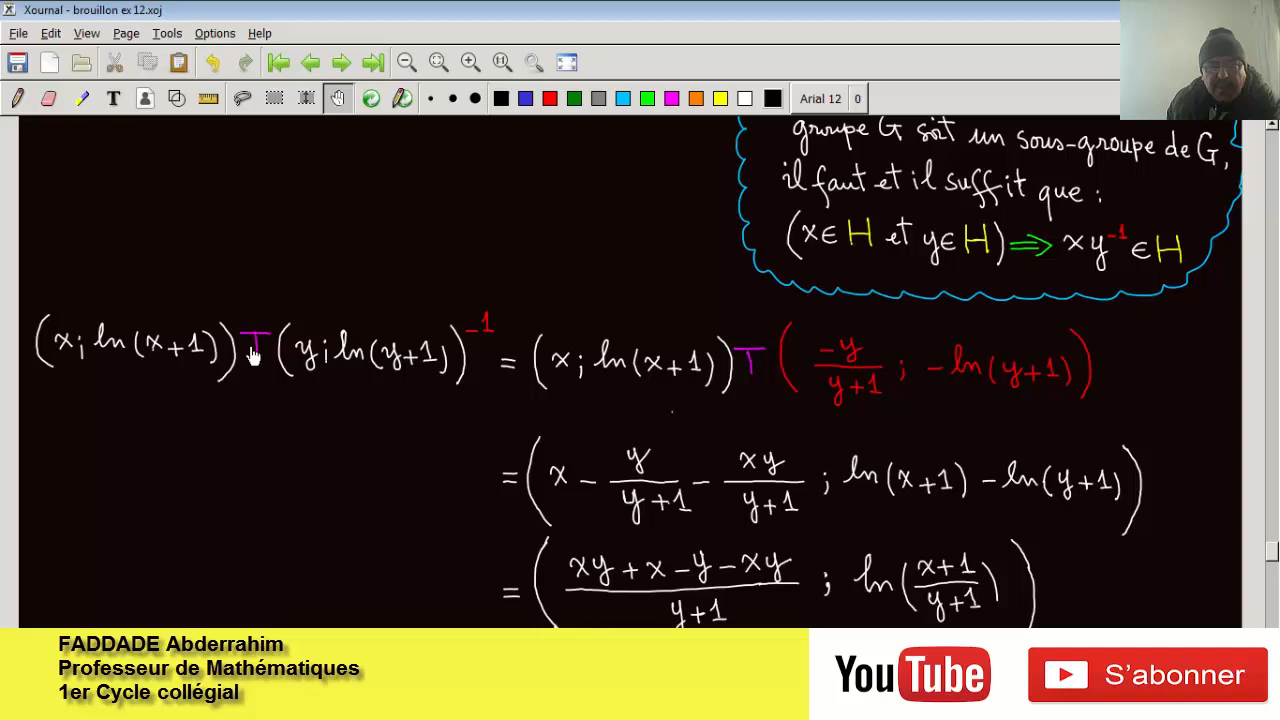 Xournal - brouillon ex 12.xoj
File Edit View Page Tools Options Help
Arial 12 0
groupe G soit un sous-groupe de G,
il faut et il suffit que :
(x∈H et y∈H) ⟹ xy⁻¹ ∈ H
(x; ln(x+1)) T (y; ln(y+1))⁻¹ = (x; ln(x+1)) T (-y/(y+1) ; -ln(y+1))
= (x - y/(y+1) - xy/(y+1) ; ln(x+1) - ln(y+1))
= ((xy+x-y-xy)/(y+1) ; ln((x+1)/(y+1)))
FADDADE Abderrahim
Professeur de Mathématiques
1er Cycle collégial
YouTube
S'abonner